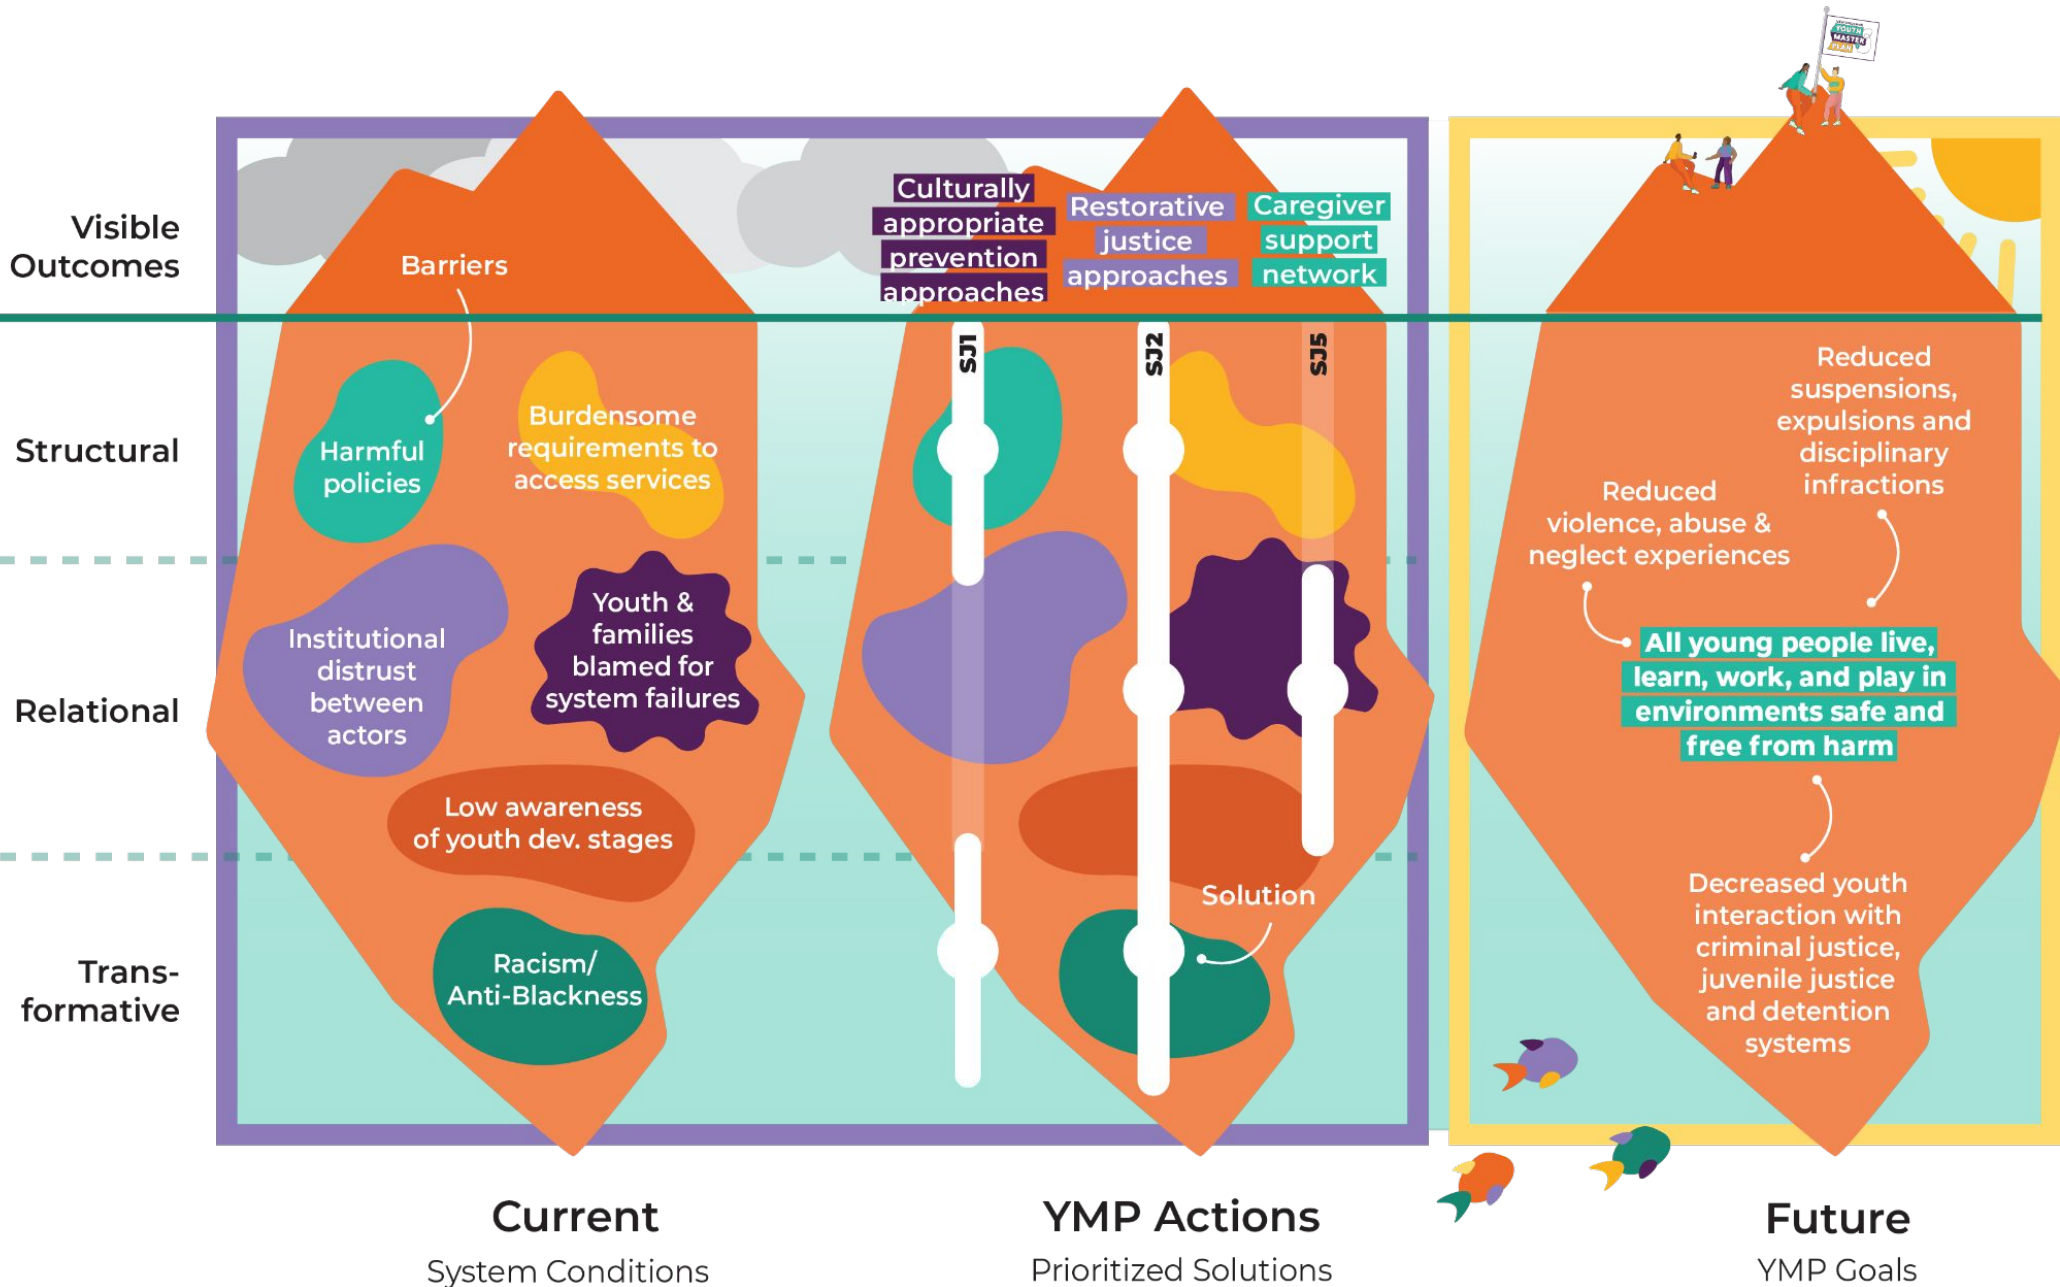 YOUTH
MASTER
PLAN
Visible
Outcomes
Barriers
Culturally
appropriate
prevention
approaches
Restorative
justice
approaches
Caregiver
support
network
Structural
Harmful
policies
Burdensome
requirements to
access services
SJ1
SJ2
SJ5
Reduced
suspensions,
expulsions and
disciplinary
infractions
Reduced
violence, abuse &
neglect experiences
Relational
Institutional
distrust
between
actors
Youth &
families
blamed for
system failures
All young people live,
learn, work, and play in
environments safe and
free from harm
Low awareness
of youth dev. stages
Trans-
formative
Racism/
Anti-Blackness
Solution
Decreased youth
interaction with
criminal justice,
juvenile justice
and detention
systems
Current
System Conditions
YMP Actions
Prioritized Solutions
Future
YMP Goals